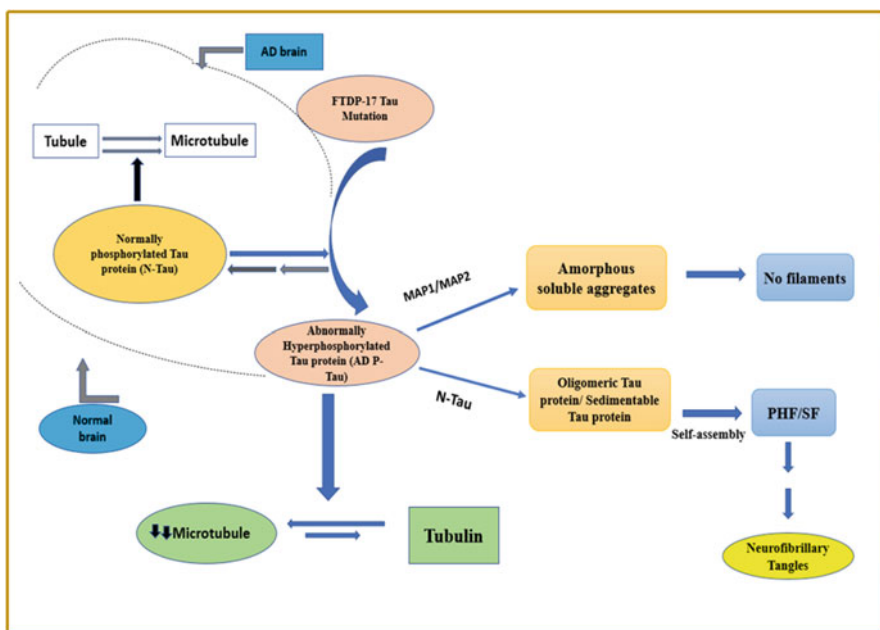 AD brain
FTDP-17 Tau
Mutation
Tubule
Microtubule
Normally
phosphorylated Tau
protein (N-Tau)
MAP1/MAP2
Amorphous
soluble aggregates
No filaments
Abnormally
Hyperphosphorylated
Tau protein (AD P-
Tau)
N-Tau
Oligomeric Tau
protein/ Sedimentable
Tau protein
Self-assembly
PHF/SF
Normal
brain
Microtubule
Tubulin
Neurofibrillary
Tangles